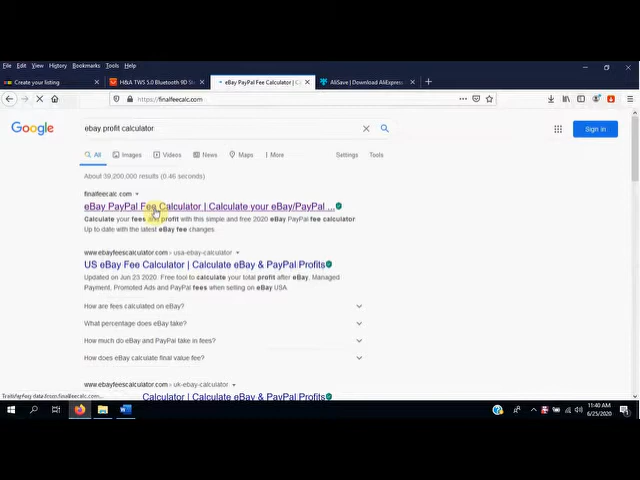 File Edit View History Bookmarks Tools Help
Create your listing
H&A TWS 5.0 Bluetooth 9D St
eBay PayPal Fee Calculator | C
AliSave | Download AliExpres
https://finalfeecalc.com
Google
ebay profit calculator
Sign in
All Images Videos News Maps More Settings Tools
About 39,200,000 results (0.46 seconds)
finalfeecalc.com
eBay PayPal Fee Calculator | Calculate your eBay/PayPal ...
Calculate your fees and profit with this simple and free 2020 eBay PayPal fee calculator
Up to date with the latest eBay fee changes.
www.ebayfeescalculator.com › usa-ebay-calculator
US eBay Fee Calculator | Calculate eBay & PayPal Profits
Updated on Jun 23 2020. Free tool to calculate your total profit after eBay, Managed
Payment, Promoted Ads and Paypal fees when selling on eBay USA.
How are fees calculated on eBay?
What percentage does eBay take?
How much do eBay and PayPal take in fees?
How does eBay calculate final value fee?
www.ebayfeescalculator.com › uk-ebay-calculator
Calculator | Calculate eBay & PayPal Profits
data from finalfeecalc.com...
11:40 AM
6/25/2020